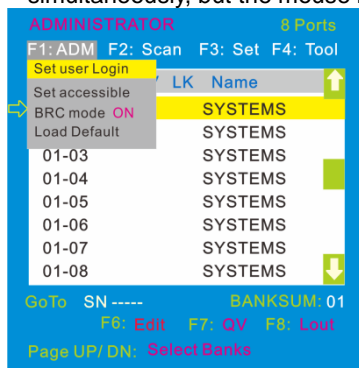 simultaneously, but the mouse
ADMINISTRATOR 8 Ports
F1: ADM F2: Scan F3: Set F4: Tool
Set user Login
LK Name
Set accessible
SYSTEMS
BRC mode ON
Load Default SYSTEMS
01-03 SYSTEMS
01-04 SYSTEMS
01-05 SYSTEMS
01-06 SYSTEMS
01-07 SYSTEMS
01-08 SYSTEMS
GoTo SN ----- BANKSUM: 01
F6: Edit F7: QV F8: Lout
Page UP/ DN: Select Banks